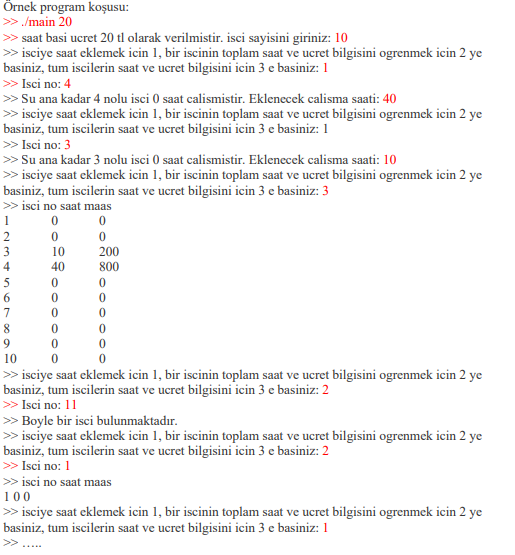 Örnek program koşusu:
>> ./main 20
>> saat basi ucret 20 tl olarak verilmistir. isci sayisini giriniz: 10
>> isciye saat eklemek icin 1, bir iscinin toplam saat ve ucret bilgisini ogrenmek icin 2 ye
basiniz, tum iscilerin saat ve ucret bilgisini icin 3 e basiniz: 1
>> Isci no: 4
>> Su ana kadar 4 nolu isci 0 saat calismistir. Eklenecek calisma saati: 40
>> isciye saat eklemek icin 1, bir iscinin toplam saat ve ucret bilgisini ogrenmek icin 2 ye
basiniz, tum iscilerin saat ve ucret bilgisini icin 3 e basiniz: 1
>> Isci no: 3
>> Su ana kadar 3 nolu isci 0 saat calismistir. Eklenecek calisma saati: 10
>> isciye saat eklemek icin 1, bir iscinin toplam saat ve ucret bilgisini ogrenmek icin 2 ye
basiniz, tum iscilerin saat ve ucret bilgisini icin 3 e basiniz: 3
>> isci no saat maas
1 0 0
2 0 0
3 10 200
4 40 800
5 0 0
6 0 0
7 0 0
8 0 0
9 0 0
10 0 0
>> isciye saat eklemek icin 1, bir iscinin toplam saat ve ucret bilgisini ogrenmek icin 2 ye
basiniz, tum iscilerin saat ve ucret bilgisini icin 3 e basiniz: 2
>> Isci no: 11
>> Boyle bir isci bulunmaktadır.
>> isciye saat eklemek icin 1, bir iscinin toplam saat ve ucret bilgisini ogrenmek icin 2 ye
basiniz, tum iscilerin saat ve ucret bilgisini icin 3 e basiniz: 2
>> Isci no: 1
>> isci no saat maas
1 0 0
>> isciye saat eklemek icin 1, bir iscinin toplam saat ve ucret bilgisini ogrenmek icin 2 ye
basiniz, tum iscilerin saat ve ucret bilgisini icin 3 e basiniz: 1
>> …..